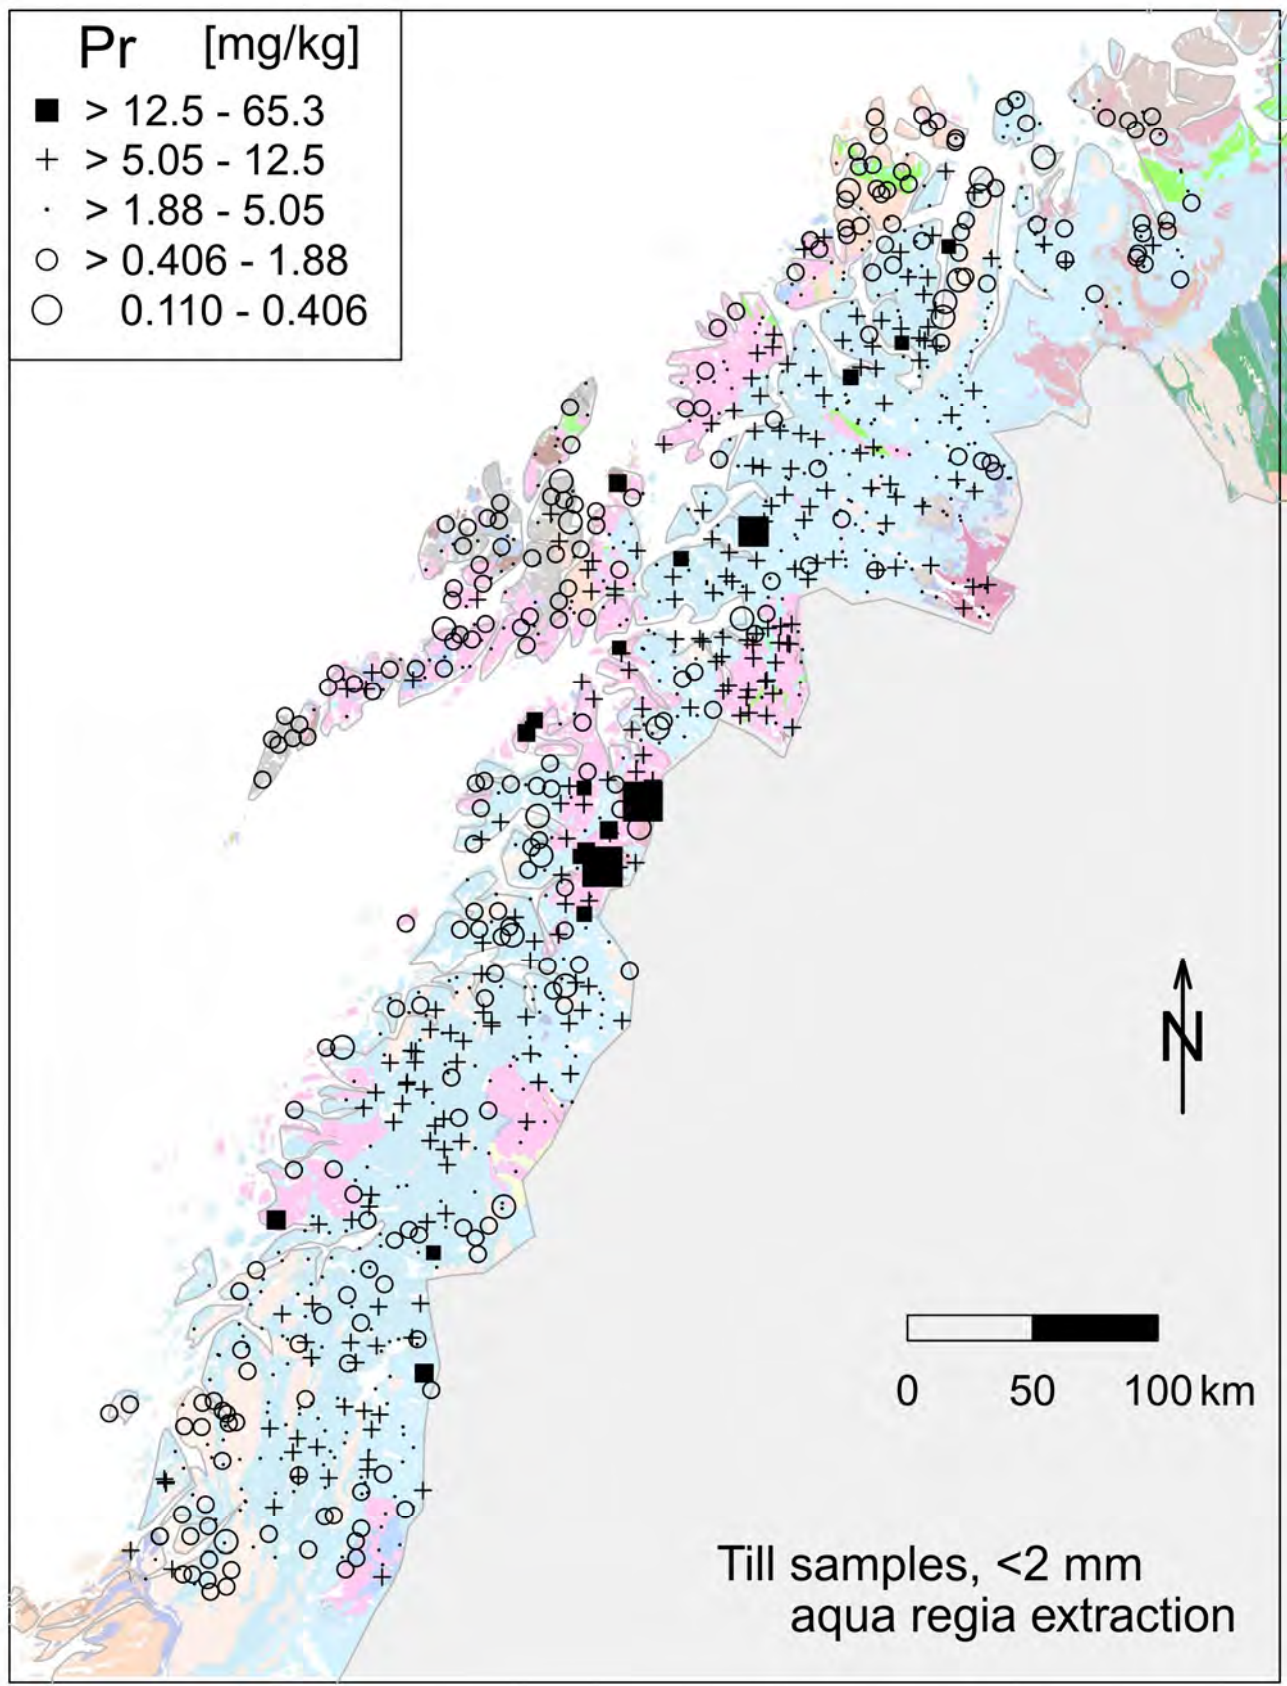 Pr [mg/kg]
■ > 12.5 - 65.3
+ > 5.05 - 12.5
· > 1.88 - 5.05
○ > 0.406 - 1.88
○ 0.110 - 0.406
N
0 50 100 km
Till samples, <2 mm
aqua regia extraction